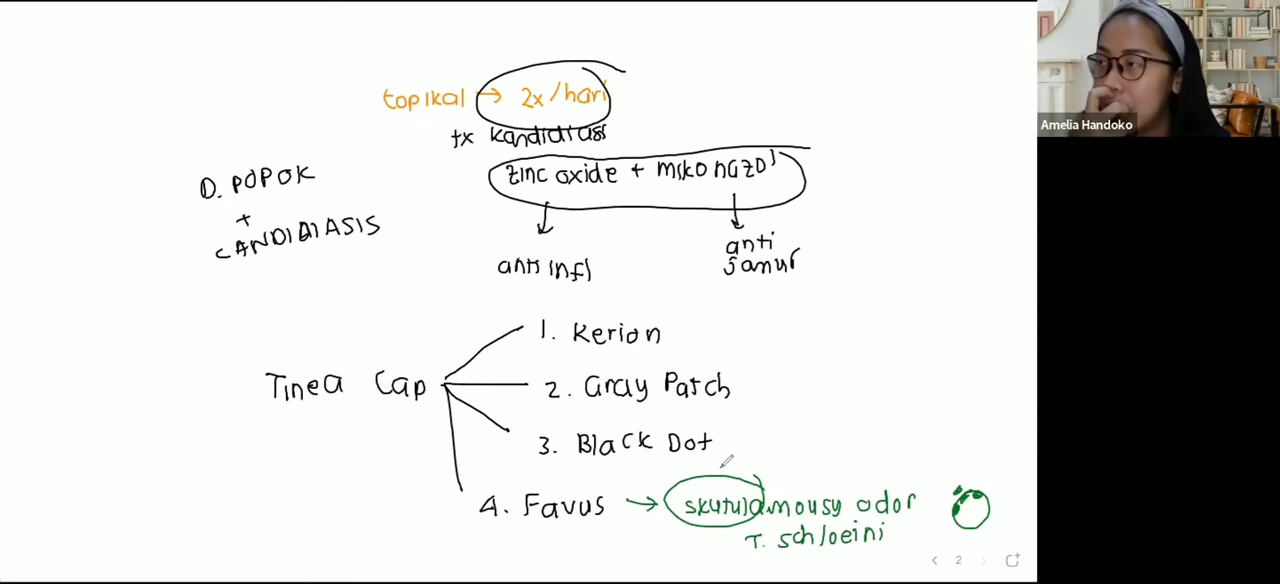 topikal → 2x/hari
tx kandidiasis
zinc oxide + mikonazol
D. POPOK
+
CANDIDIASIS
anti infl
anti
jamur
Tinea Cap
1. Kerion
2. Gray Patch
3. Black Dot
4. Favus → skutula mousy odor
T. schloeini
2
Amelia Handoko